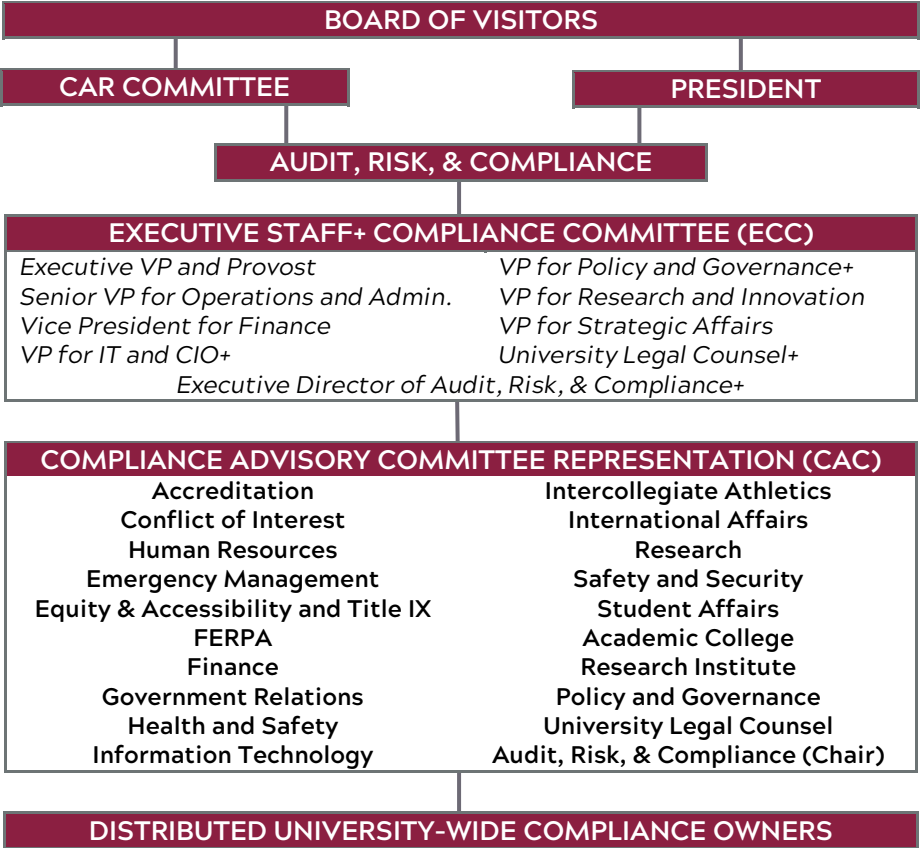 BOARD OF VISITORS
CAR COMMITTEE
PRESIDENT
AUDIT, RISK, & COMPLIANCE
EXECUTIVE STAFF+ COMPLIANCE COMMITTEE (ECC)
Executive VP and Provost
Senior VP for Operations and Admin.
Vice President for Finance
VP for IT and CIO+
VP for Policy and Governance+
VP for Research and Innovation
VP for Strategic Affairs
University Legal Counsel+
Executive Director of Audit, Risk, & Compliance+
COMPLIANCE ADVISORY COMMITTEE REPRESENTATION (CAC)
Accreditation
Conflict of Interest
Human Resources
Emergency Management
Equity & Accessibility and Title IX
FERPA
Finance
Government Relations
Health and Safety
Information Technology
Intercollegiate Athletics
International Affairs
Research
Safety and Security
Student Affairs
Academic College
Research Institute
Policy and Governance
University Legal Counsel
Audit, Risk, & Compliance (Chair)
DISTRIBUTED UNIVERSITY-WIDE COMPLIANCE OWNERS